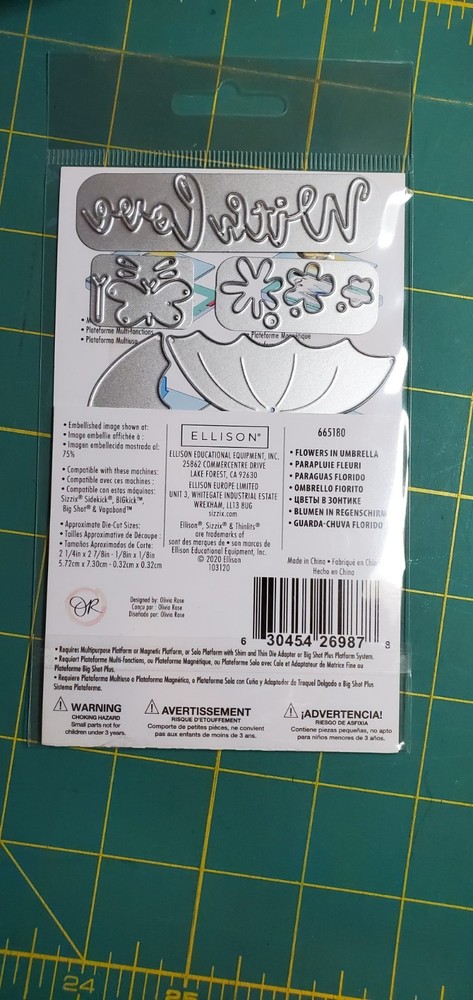 With love
Plateforme Multi-fonctions
• Plataforma Multiuso
Plateforme Magnétique
• Embellished image shown at:
• Image embellie affichée à :
• Imagen embellecida mostrada al:
75%
• Compatible with these machines:
• Compatible avec ces machines :
• Compatible con estas máquinas:
Sizzix® Sidekick®, BIGkick™,
Big Shot® & Vagabond™
• Approximate Die-Cut Sizes:
• Tailles Approximative de Découpe :
• Tamaños Aproximados de Corte:
2 1/4in x 2 7/8in - 1/8in x 1/8in
5.72cm x 7.30cm - 0.32cm x 0.32cm
ELLISON®
ELLISON EDUCATIONAL EQUIPMENT, INC.
25862 COMMERCENTRE DRIVE
LAKE FOREST, CA 92630
ELLISON EUROPE LIMITED
UNIT 3, WHITEGATE INDUSTRIAL ESTATE
WREXHAM, LL13 8UG
sizzix.com
Ellison®, Sizzix® & Thinlits®
are trademarks of
sont des marques de • son marcas de
Ellison Educational Equipment, Inc.
© 2020 Ellison
103120
665180
• FLOWERS IN UMBRELLA
• PARAPLUIE FLEURI
• PARAGUAS FLORIDO
• OMBRELLO FIORITO
• ЦВЕТЫ В ЗОНТИКЕ
• BLUMEN IN REGENSCHIRM
• GUARDA-CHUVA FLORIDO
Made in China • Fabriqué en Chine
Hecho en China
OR
Designed by: Olivia Rose
Conçu par : Olivia Rose
Diseñado por: Olivia Rose
6 30454 26987 8
• Requires Multipurpose Platform or Magnetic Platform, or Solo Platform with Shim and Thin Die Adapter or Big Shot Plus Platform System.
• Requiert Plateforme Multi-fonctions, ou Plateforme Magnétique, ou Plateforme Solo avec Cale et Adaptateur de Matrice Fine ou
Plateforme Big Shot Plus.
• Requiere Plataforma Multiuso o Plataforma Magnética, o Plataforma Sola con Cuña y Adaptador de Troquel Delgado o Big Shot Plus
Sistema Plataforma.
WARNING
CHOKING HAZARD
Small parts not for
children under 3 years.
AVERTISSEMENT
RISQUE D'ETOUFFEMENT
Comporte de petites pièces, ne convient
pas aux enfants de moins de 3 ans.
¡ADVERTENCIA!
RIESGO DE ASFIXIA
Contiene piezas pequeñas, no apto
para niños menores de 3 años.
24
25